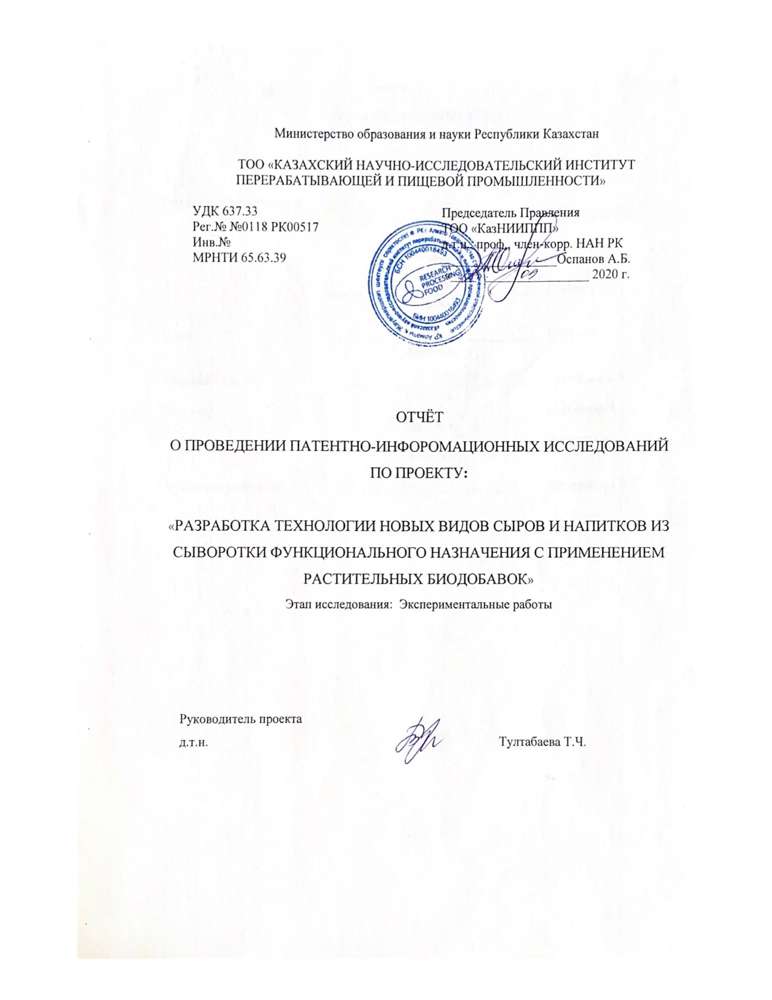 Министерство образования и науки Республики Казахстан
ТОО «КАЗАХСКИЙ НАУЧНО-ИССЛЕДОВАТЕЛЬСКИЙ ИНСТИТУТ
ПЕРЕРАБАТЫВАЮЩЕЙ И ПИЩЕВОЙ ПРОМЫШЛЕННОСТИ»
УДК 637.33
Рег.№ №0118 РК00517
Инв.№
МРНТИ 65.63.39
Председатель Правления
ТОО «КазНИИППП»
д.т.н., проф., член-корр. НАН РК
Оспанов А.Б.
09 2020 г.
БСН 100440018493
RESEARCH
PROCESSING
FOOD
БИН 100440018493
ОТЧЁТ
О ПРОВЕДЕНИИ ПАТЕНТНО-ИНФОРОМАЦИОННЫХ ИССЛЕДОВАНИЙ
ПО ПРОЕКТУ:
«РАЗРАБОТКА ТЕХНОЛОГИИ НОВЫХ ВИДОВ СЫРОВ И НАПИТКОВ ИЗ
СЫВОРОТКИ ФУНКЦИОНАЛЬНОГО НАЗНАЧЕНИЯ С ПРИМЕНЕНИЕМ
РАСТИТЕЛЬНЫХ БИОДОБАВОК»
Этап исследования: Экспериментальные работы
Руководитель проекта
д.т.н.
Тултабаева Т.Ч.